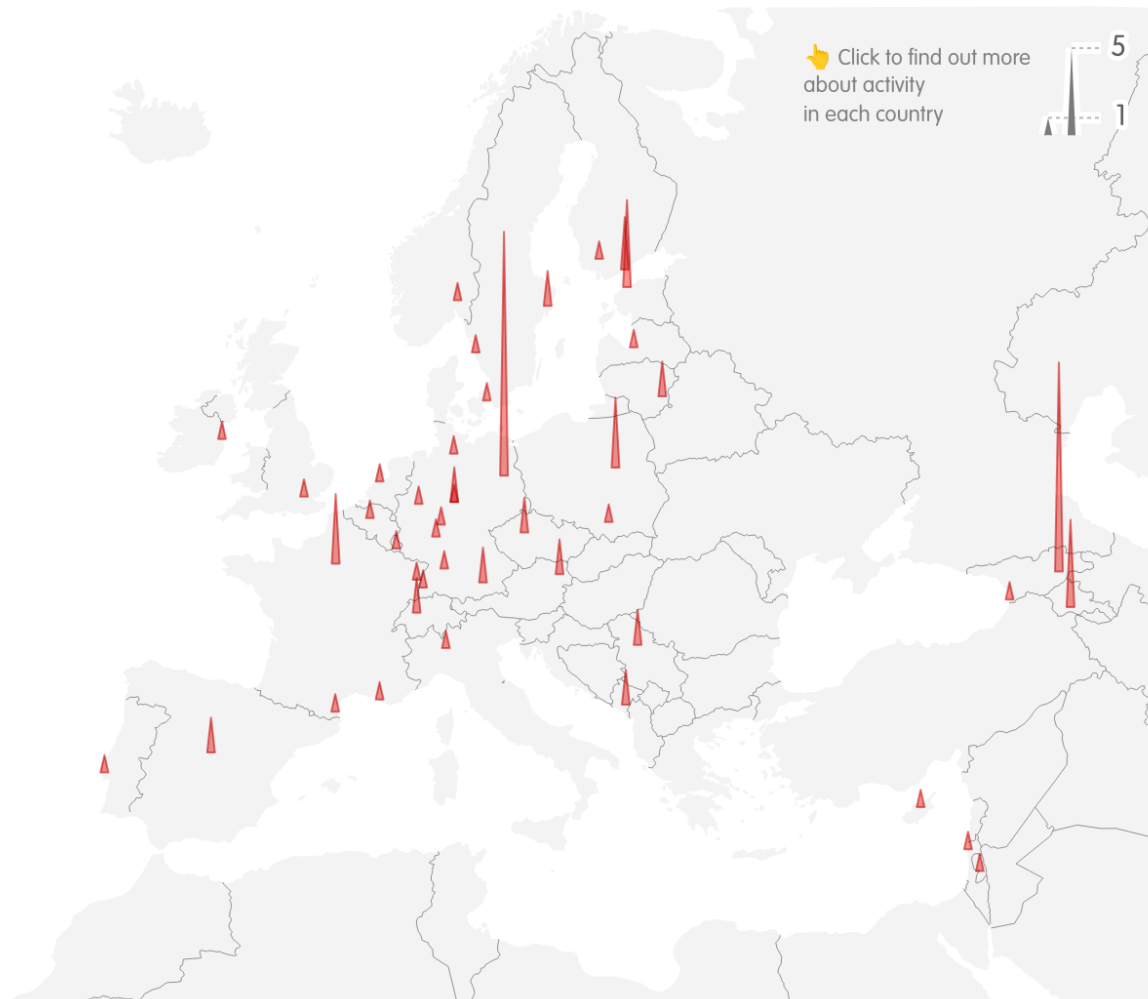 👆 Click to find out more
about activity
in each country
5
1